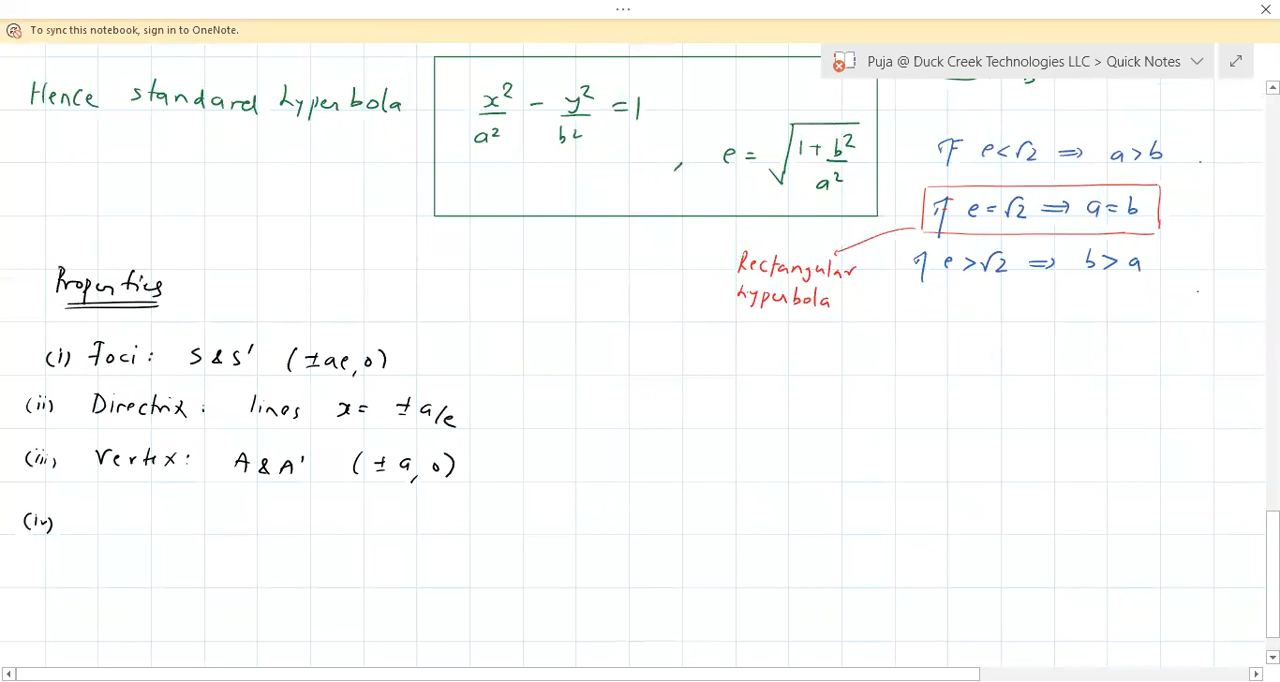 ...
To sync this notebook, sign in to OneNote.
Puja @ Duck Creek Technologies LLC > Quick Notes
Hence standard hyperbola
x²/a² - y²/b² = 1, e = √(1 + b²/a²)
If e < √2 ⇒ a > b
If e = √2 ⇒ a = b
If e > √2 ⇒ b > a
Rectangular
hyperbola
Properties
(i) Foci: S & S' (±ae, 0)
(ii) Directrix: lines x = ± a/e
(iii) Vertex: A & A' (± a, 0)
(iv)